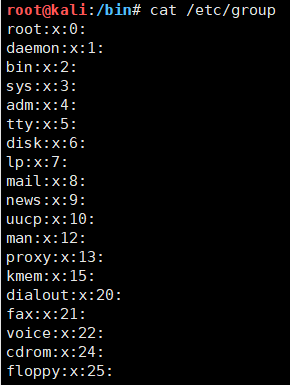 root@kali:/bin# cat /etc/group
root:x:0:
daemon:x:1:
bin:x:2:
sys:x:3:
adm:x:4:
tty:x:5:
disk:x:6:
lp:x:7:
mail:x:8:
news:x:9:
uucp:x:10:
man:x:12:
proxy:x:13:
kmem:x:15:
dialout:x:20:
fax:x:21:
voice:x:22:
cdrom:x:24:
floppy:x:25: